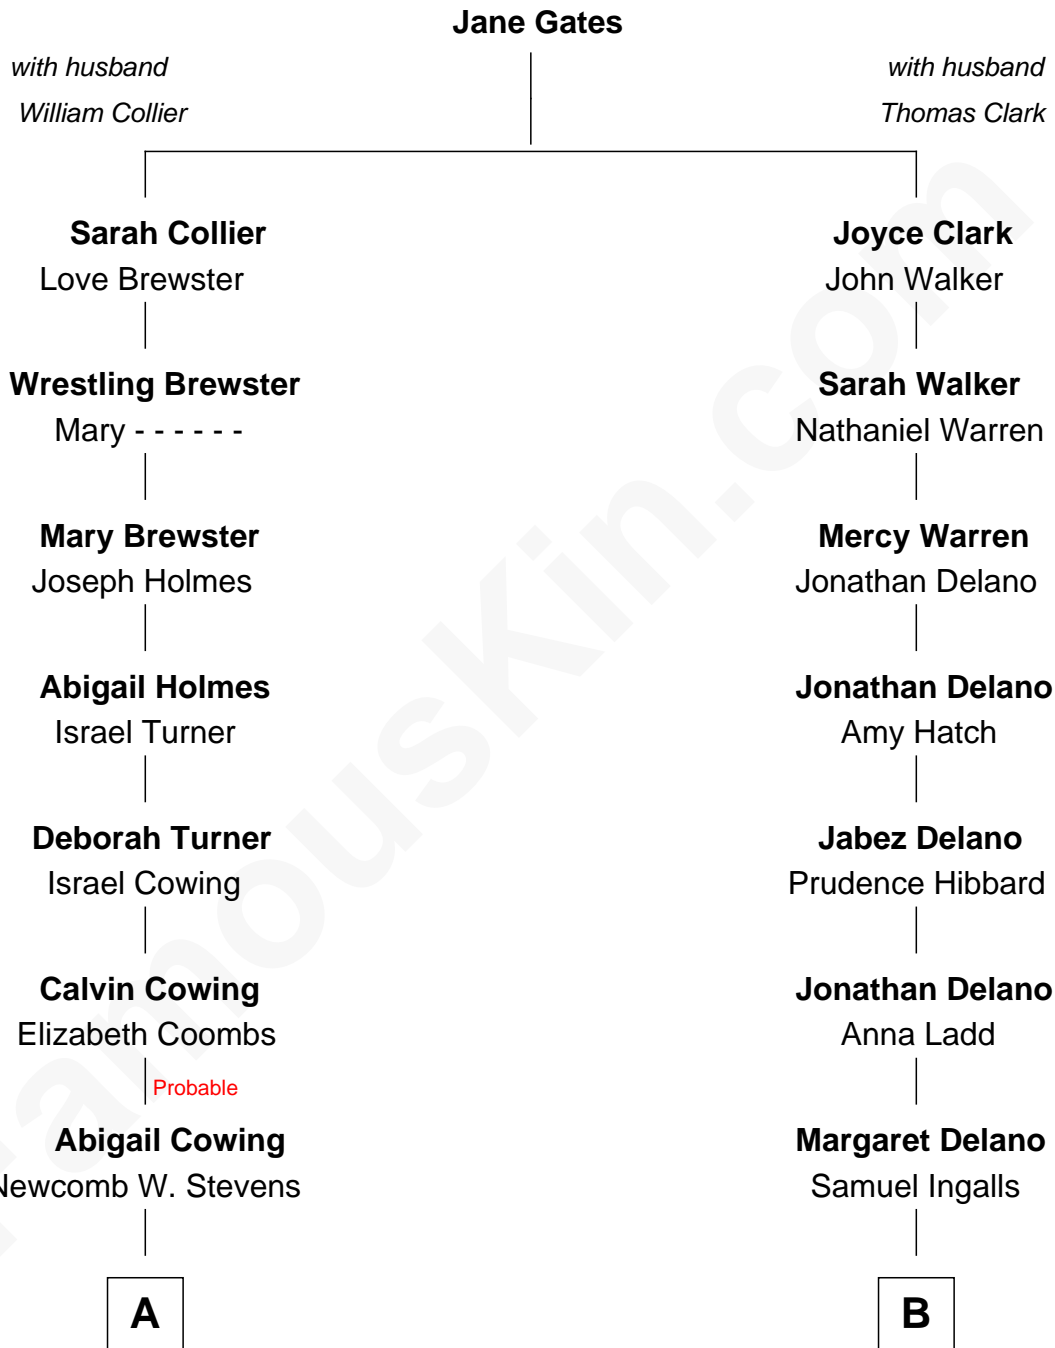 Jane Gates
with husband
William Collier
with husband
Thomas Clark
Sarah Collier
Love Brewster
Joyce Clark
John Walker
Wrestling Brewster
Mary - - - - - -
Sarah Walker
Nathaniel Warren
Mary Brewster
Joseph Holmes
Mercy Warren
Jonathan Delano
Abigail Holmes
Israel Turner
Jonathan Delano
Amy Hatch
Deborah Turner
Israel Cowing
Jabez Delano
Prudence Hibbard
Calvin Cowing
Elizabeth Coombs
Jonathan Delano
Anna Ladd
Probable
Abigail Cowing
Newcomb W. Stevens
Margaret Delano
Samuel Ingalls
A
B
FamousKin.com